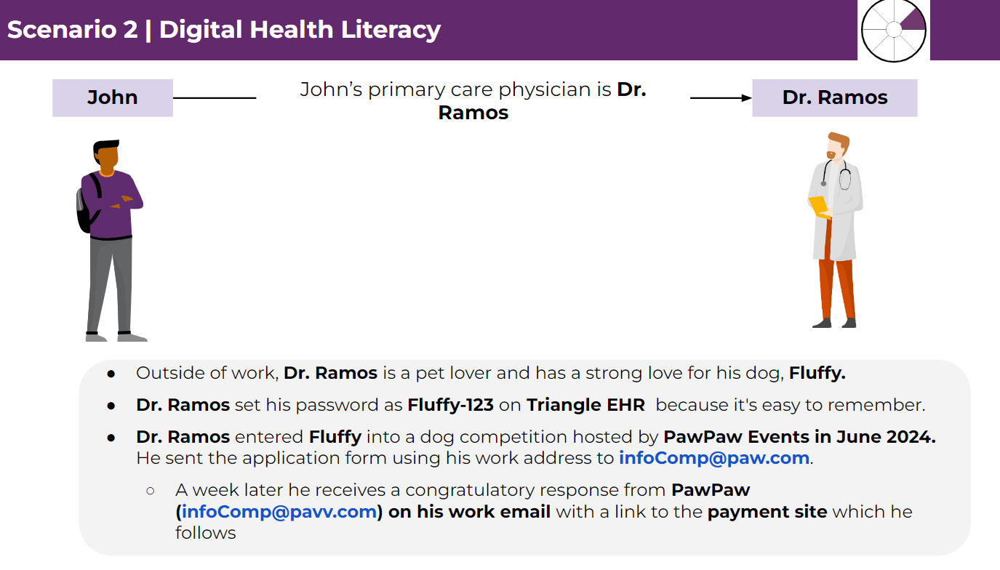 Scenario 2 | Digital Health Literacy
John
John’s primary care physician is Dr.
Ramos
Dr. Ramos
● Outside of work, Dr. Ramos is a pet lover and has a strong love for his dog, Fluffy.
● Dr. Ramos set his password as Fluffy-123 on Triangle EHR because it's easy to remember.
● Dr. Ramos entered Fluffy into a dog competition hosted by PawPaw Events in June 2024.
He sent the application form using his work address to infoComp@paw.com.
○ A week later he receives a congratulatory response from PawPaw
(infoComp@pavv.com) on his work email with a link to the payment site which he
follows